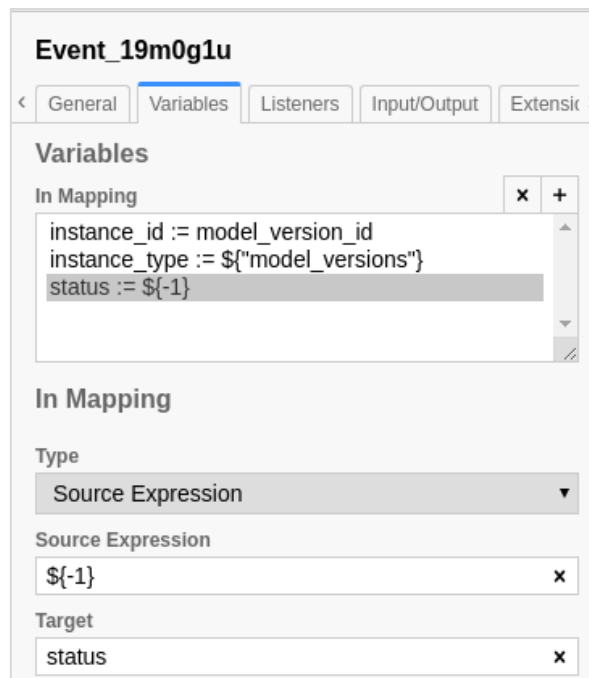 Event_19m0g1u
General
Variables
Listeners
Input/Output
Variables
In Mapping
instance_id := model_version_id
instance_type := ${"model_versions"}
status := ${-1}
In Mapping
Type
Source Expression
Source Expression
${-1}
Target
status